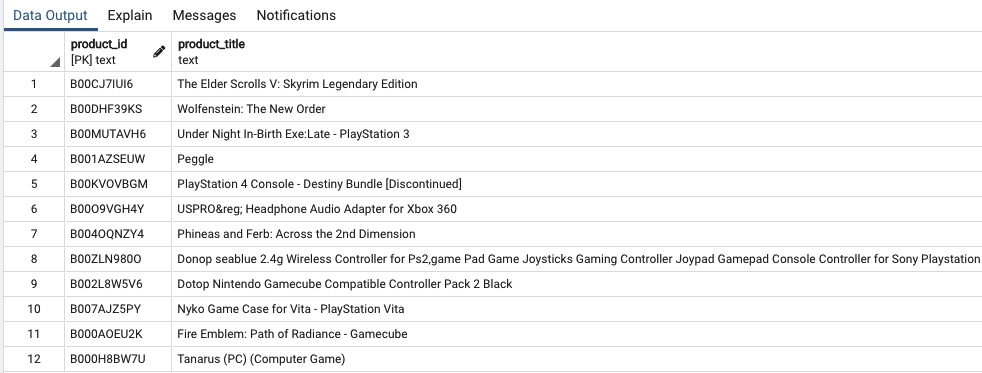 Data Output Explain Messages Notifications
product_id product_title
[PK] text text
1 B00CJ7IUI6 The Elder Scrolls V: Skyrim Legendary Edition
2 B00DHF39KS Wolfenstein: The New Order
3 B00MUTAVH6 Under Night In-Birth Exe:Late - PlayStation 3
4 B001AZSEUW Peggle
5 B00KVOVBGM PlayStation 4 Console - Destiny Bundle [Discontinued]
6 B00O9VGH4Y USPRO&reg; Headphone Audio Adapter for Xbox 360
7 B004OQNZY4 Phineas and Ferb: Across the 2nd Dimension
8 B00ZLN980O Donop seablue 2.4g Wireless Controller for Ps2,game Pad Game Joysticks Gaming Controller Joypad Gamepad Console Controller for Sony Playstation
9 B002L8W5V6 Dotop Nintendo Gamecube Compatible Controller Pack 2 Black
10 B007AJZ5PY Nyko Game Case for Vita - PlayStation Vita
11 B000AOEU2K Fire Emblem: Path of Radiance - Gamecube
12 B000H8BW7U Tanarus (PC) (Computer Game)